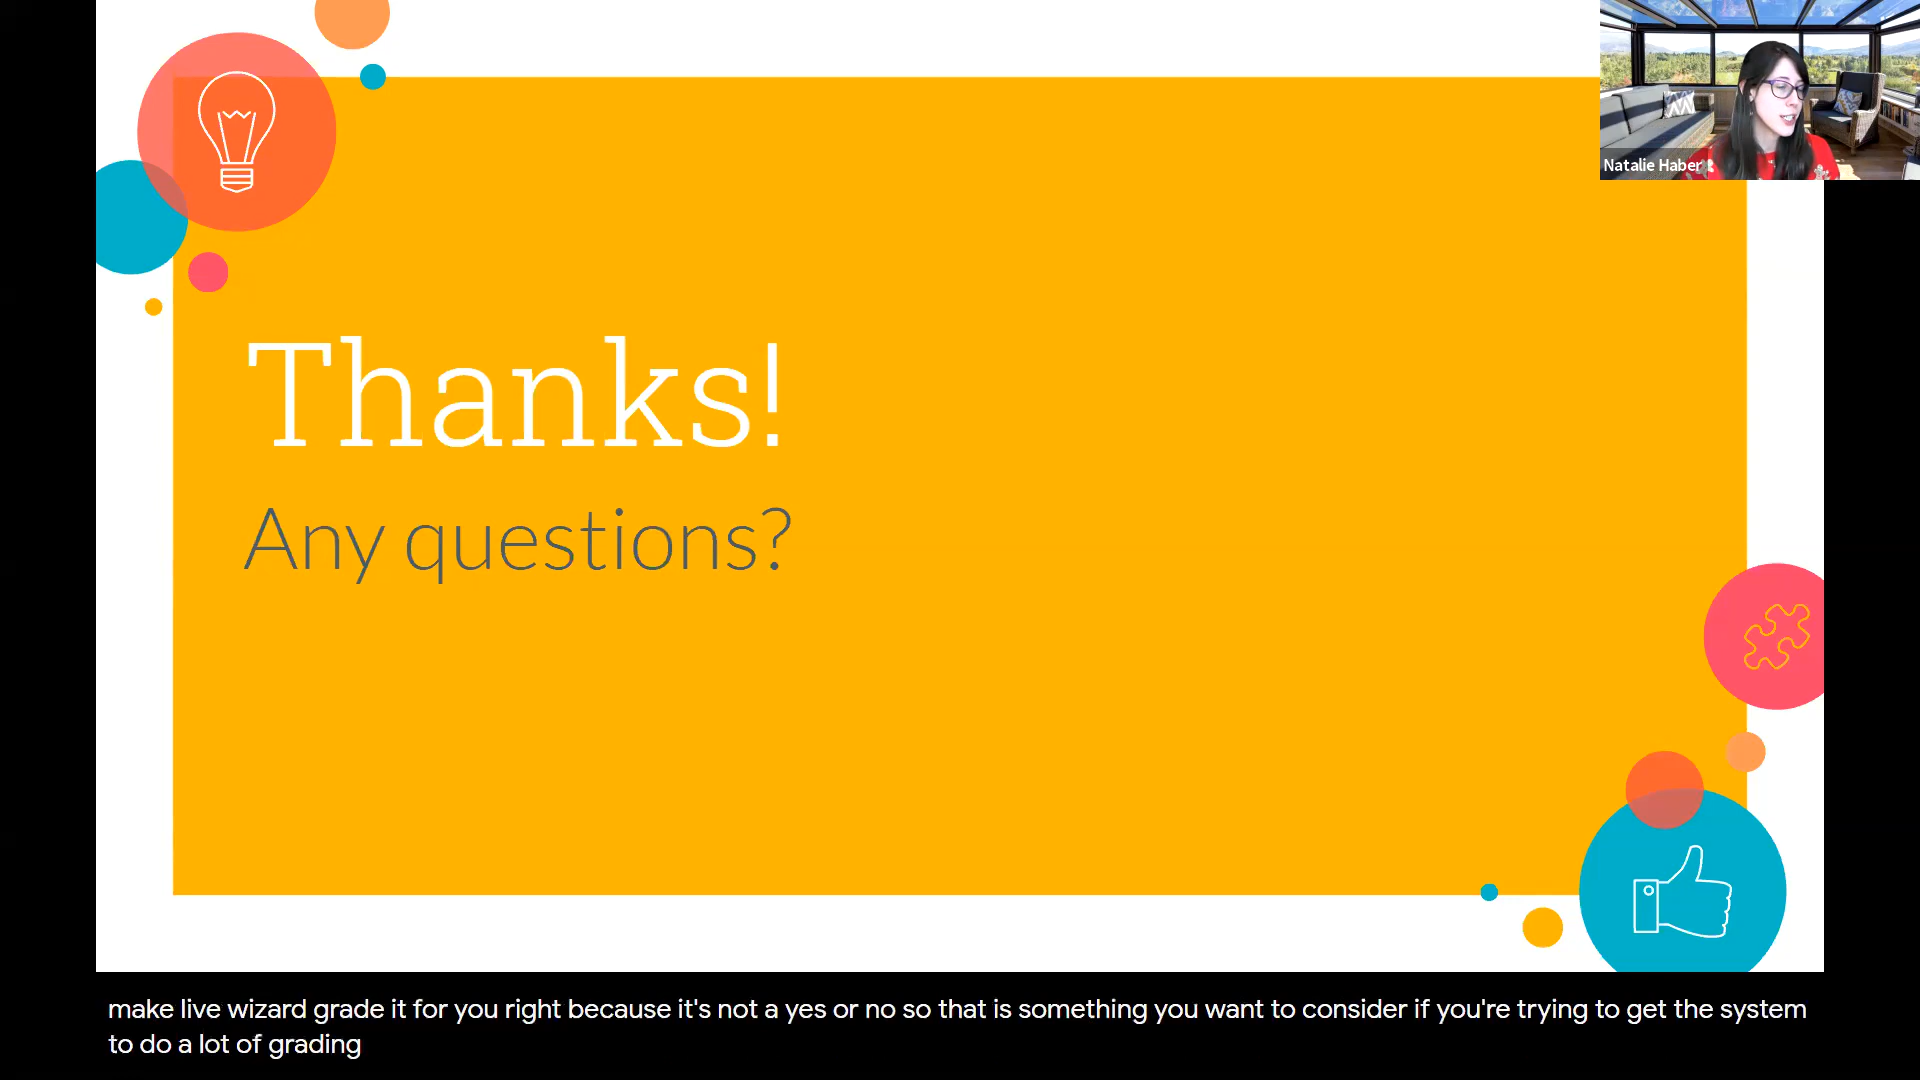 Natalie Haber
Thanks!
Any questions?
make live wizard grade it for you right because it's not a yes or no so that is something you want to consider if you're trying to get the system
to do a lot of grading